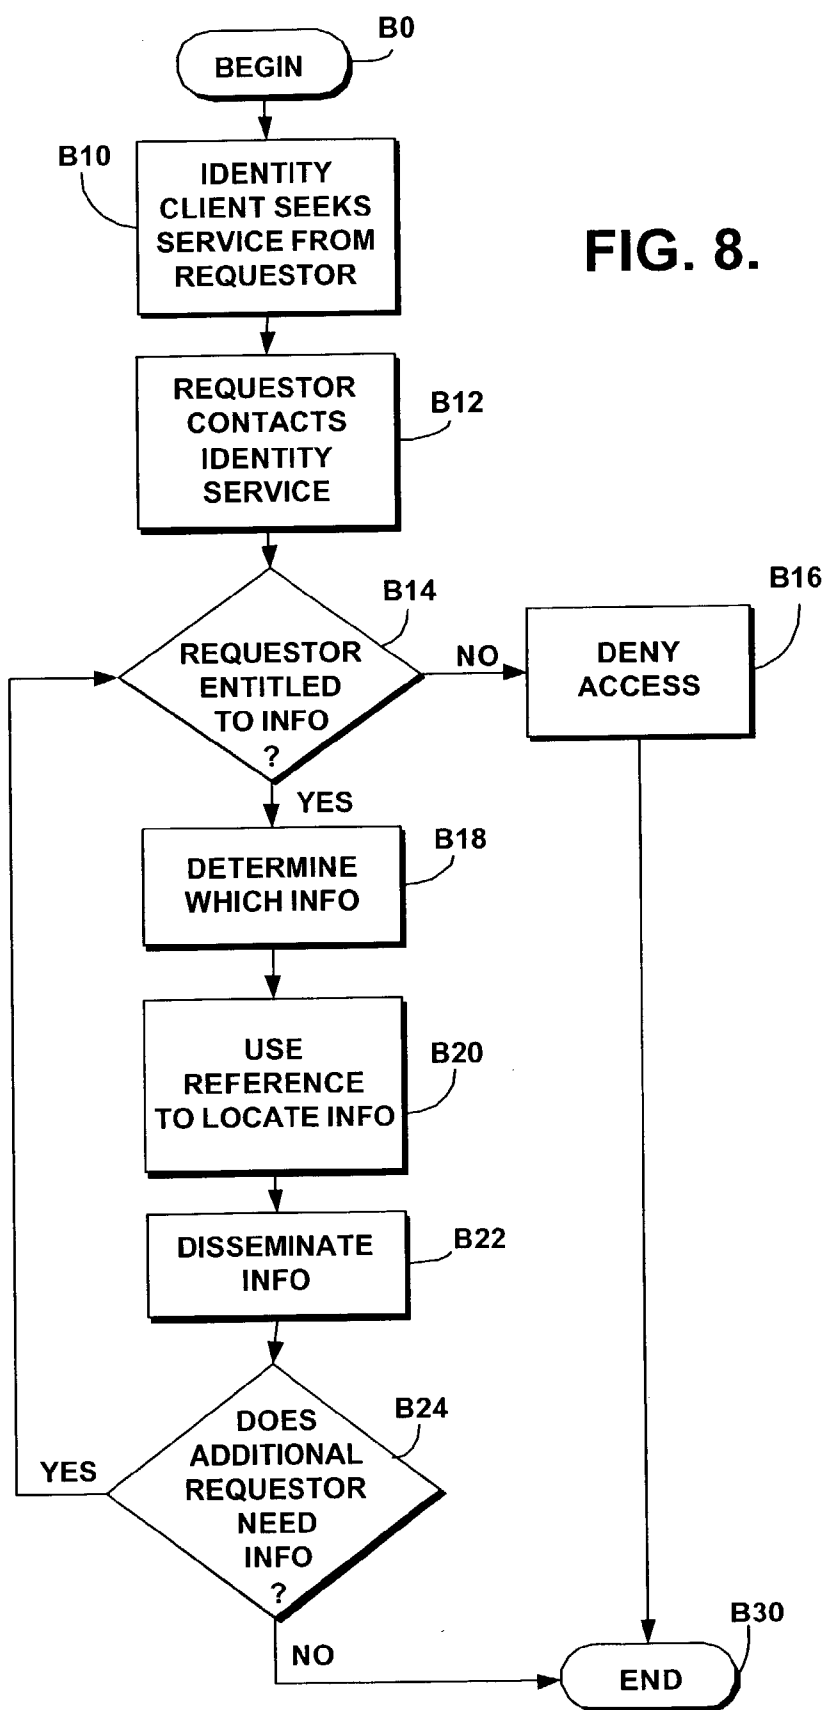 B0
BEGIN
B10
IDENTITY
CLIENT SEEKS
SERVICE FROM
REQUESTOR
FIG. 8.
REQUESTOR
CONTACTS
IDENTITY
SERVICE
B12
B14
REQUESTOR
ENTITLED
TO INFO
?
NO
B16
DENY
ACCESS
YES
B18
DETERMINE
WHICH INFO
B20
USE
REFERENCE
TO LOCATE INFO
B22
DISSEMINATE
INFO
B24
DOES
ADDITIONAL
REQUESTOR
NEED
INFO
?
YES
NO
B30
END